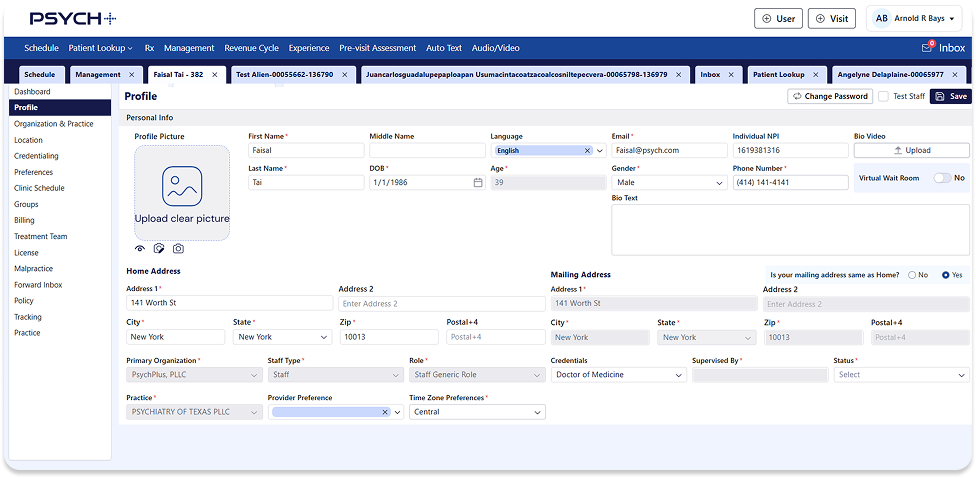 PSYCH+
User Visit AB Arnold R Bays
Schedule Patient Lookup Rx Management Revenue Cycle Experience Pre-visit Assessment Auto Text Audio/Video 9 Inbox
Schedule Management × Faisal Tai - 382 × Test Alien-00055662-136790 × Juancarlosguadalupepaploapan Usumacintacoatzacoalcosniltepecvera-00065798-136979 × Inbox × Patient Lookup × Angelyne Delaplaine-00065977 ×
Dashboard
Profile
Organization & Practice
Location
Credentialing
Preferences
Clinic Schedule
Groups
Billing
Treatment Team
License
Malpractice
Forward Inbox
Policy
Tracking
Practice
Profile Change Password Test Staff Save
Personal Info
Profile Picture
Upload clear picture
First Name* Middle Name Language Email* Individual NPI Bio Video
Faisal English × Faisal@psych.com 1619381316 Upload
Last Name* DOB* Age* Gender* Phone Number* Virtual Wait Room No
Tai 1/1/1986 39 Male (414) 141-4141
Bio Text
Home Address
Address 1* Address 2
141 Worth St Enter Address 2
City* State* Zip* Postal+4
New York New York 10013 Postal+4
Mailing Address Is your mailing address same as Home? No Yes
Address 1* Address 2
141 Worth St Enter Address 2
City* State* Zip* Postal+4
New York New York 10013 Postal+4
Primary Organization* Staff Type* Role* Credentials Supervised By* Status*
PsychPlus, PLLC Staff Staff Generic Role Doctor of Medicine Select
Practice* Provider Preference Time Zone Preferences*
PSYCHIATRY OF TEXAS PLLC × Central